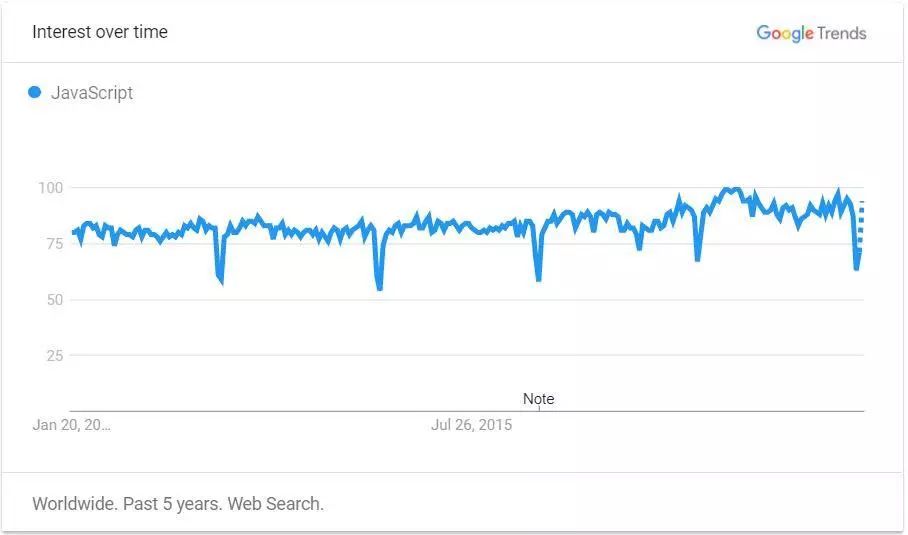 Interest over time
Google Trends
JavaScript
100
75
50
25
Note
Jan 20, 20...
Jul 26, 2015
Worldwide. Past 5 years. Web Search.